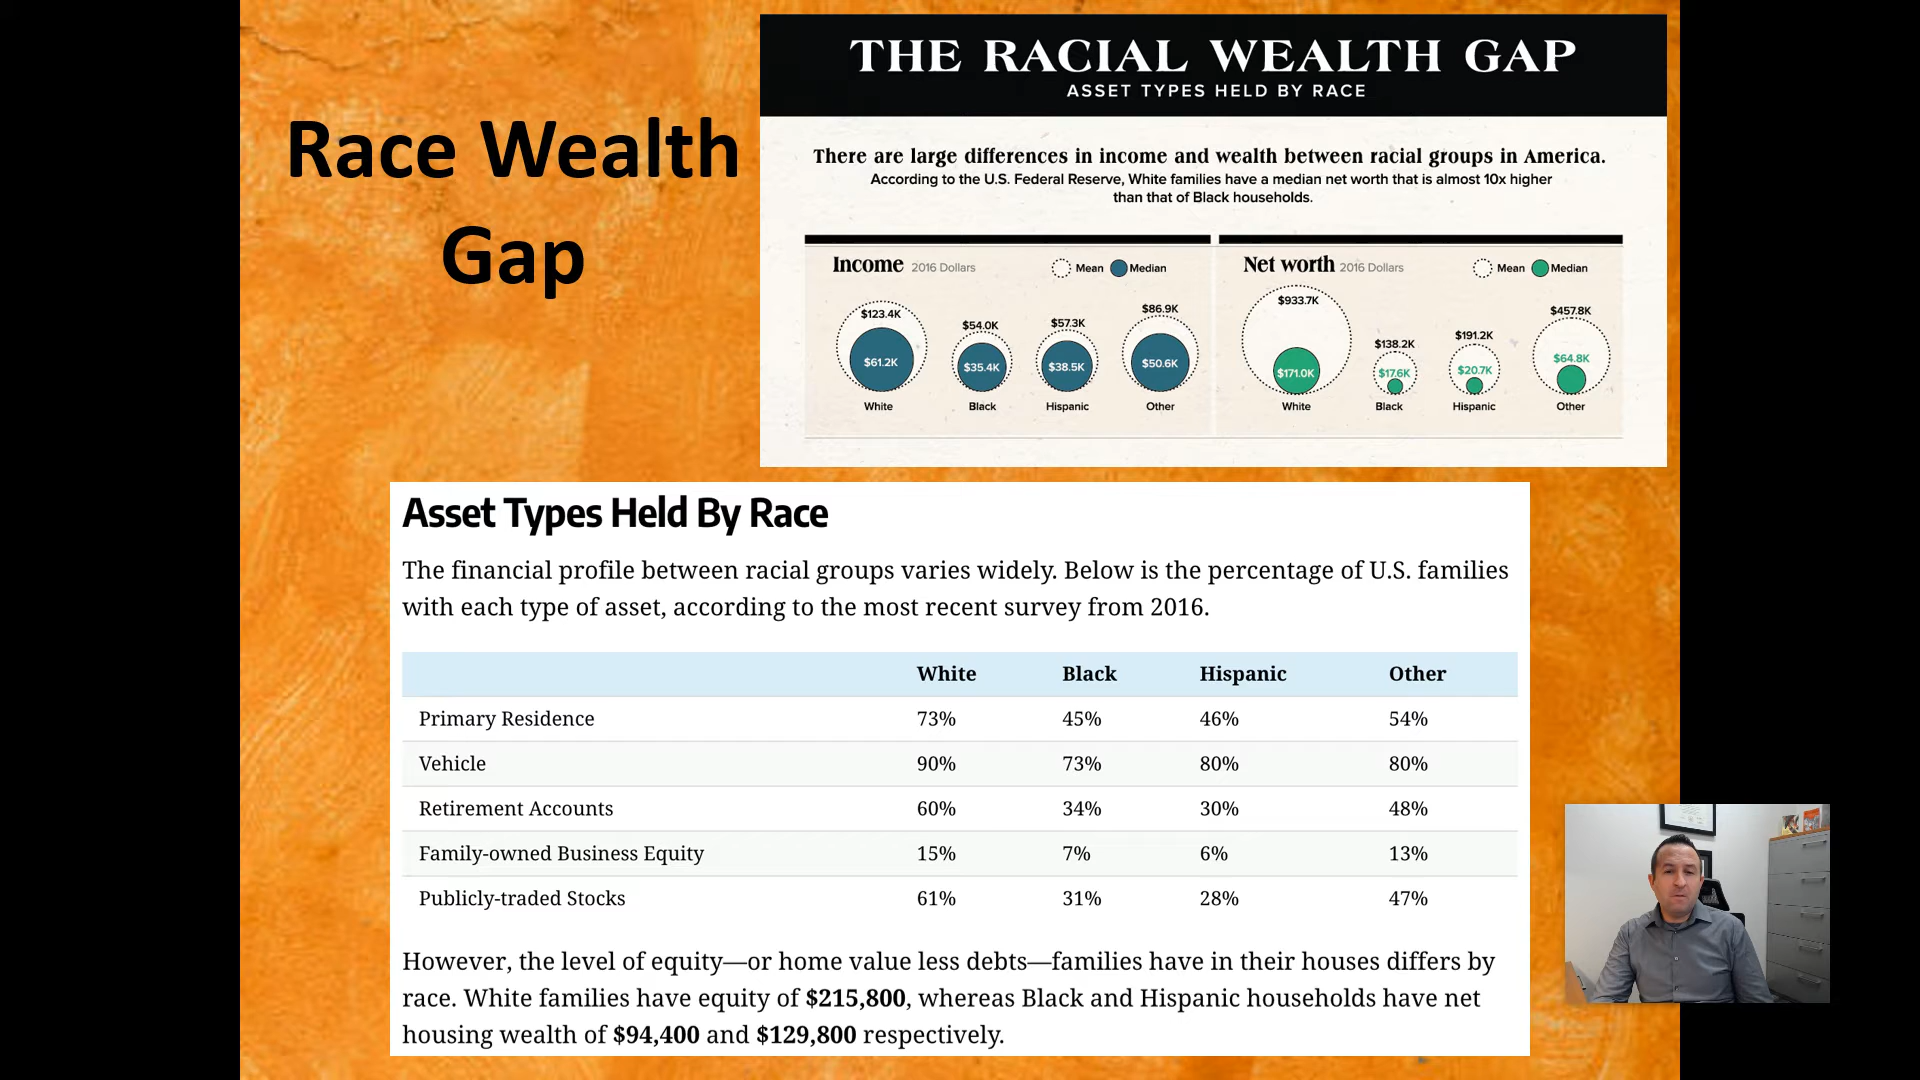 Race Wealth
Gap
THE RACIAL WEALTH GAP
ASSET TYPES HELD BY RACE
There are large differences in income and wealth between racial groups in America.
According to the U.S. Federal Reserve, White families have a median net worth that is almost 10x higher
than that of Black households.
Income 2016 Dollars Mean Median
$123.4K $54.0K $57.3K $86.9K
$61.2K $35.4K $38.5K $50.6K
White Black Hispanic Other
Net worth 2016 Dollars Mean Median
$933.7K $138.2K $191.2K $457.8K
$171.0K $17.6K $20.7K $64.8K
White Black Hispanic Other
Asset Types Held By Race
The financial profile between racial groups varies widely. Below is the percentage of U.S. families
with each type of asset, according to the most recent survey from 2016.
White Black Hispanic Other
Primary Residence 73% 45% 46% 54%
Vehicle 90% 73% 80% 80%
Retirement Accounts 60% 34% 30% 48%
Family-owned Business Equity 15% 7% 6% 13%
Publicly-traded Stocks 61% 31% 28% 47%
However, the level of equity—or home value less debts—families have in their houses differs by
race. White families have equity of $215,800, whereas Black and Hispanic households have net
housing wealth of $94,400 and $129,800 respectively.